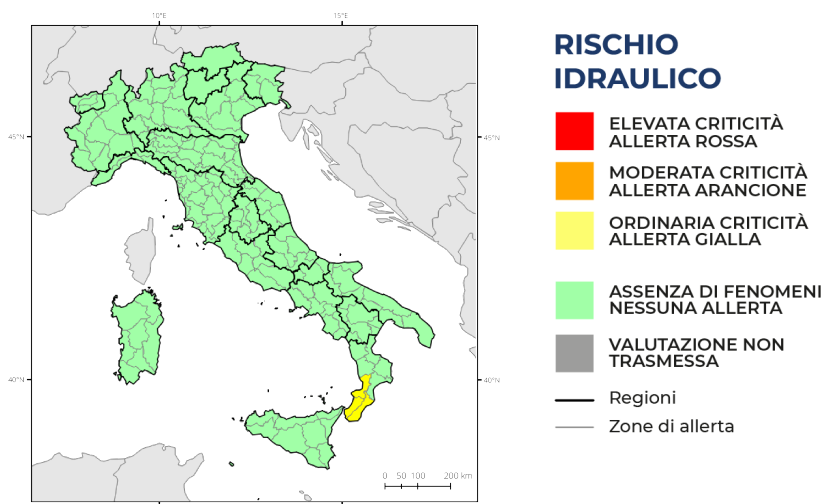 10°E
15°E
45°N
45°N
40°N
40°N
0 50 100 200 km
RISCHIO
IDRAULICO
ELEVATA CRITICITÀ
ALLERTA ROSSA
MODERATA CRITICITÀ
ALLERTA ARANCIONE
ORDINARIA CRITICITÀ
ALLERTA GIALLA
ASSENZA DI FENOMENI
NESSUNA ALLERTA
VALUTAZIONE NON
TRASMESSA
Regioni
Zone di allerta